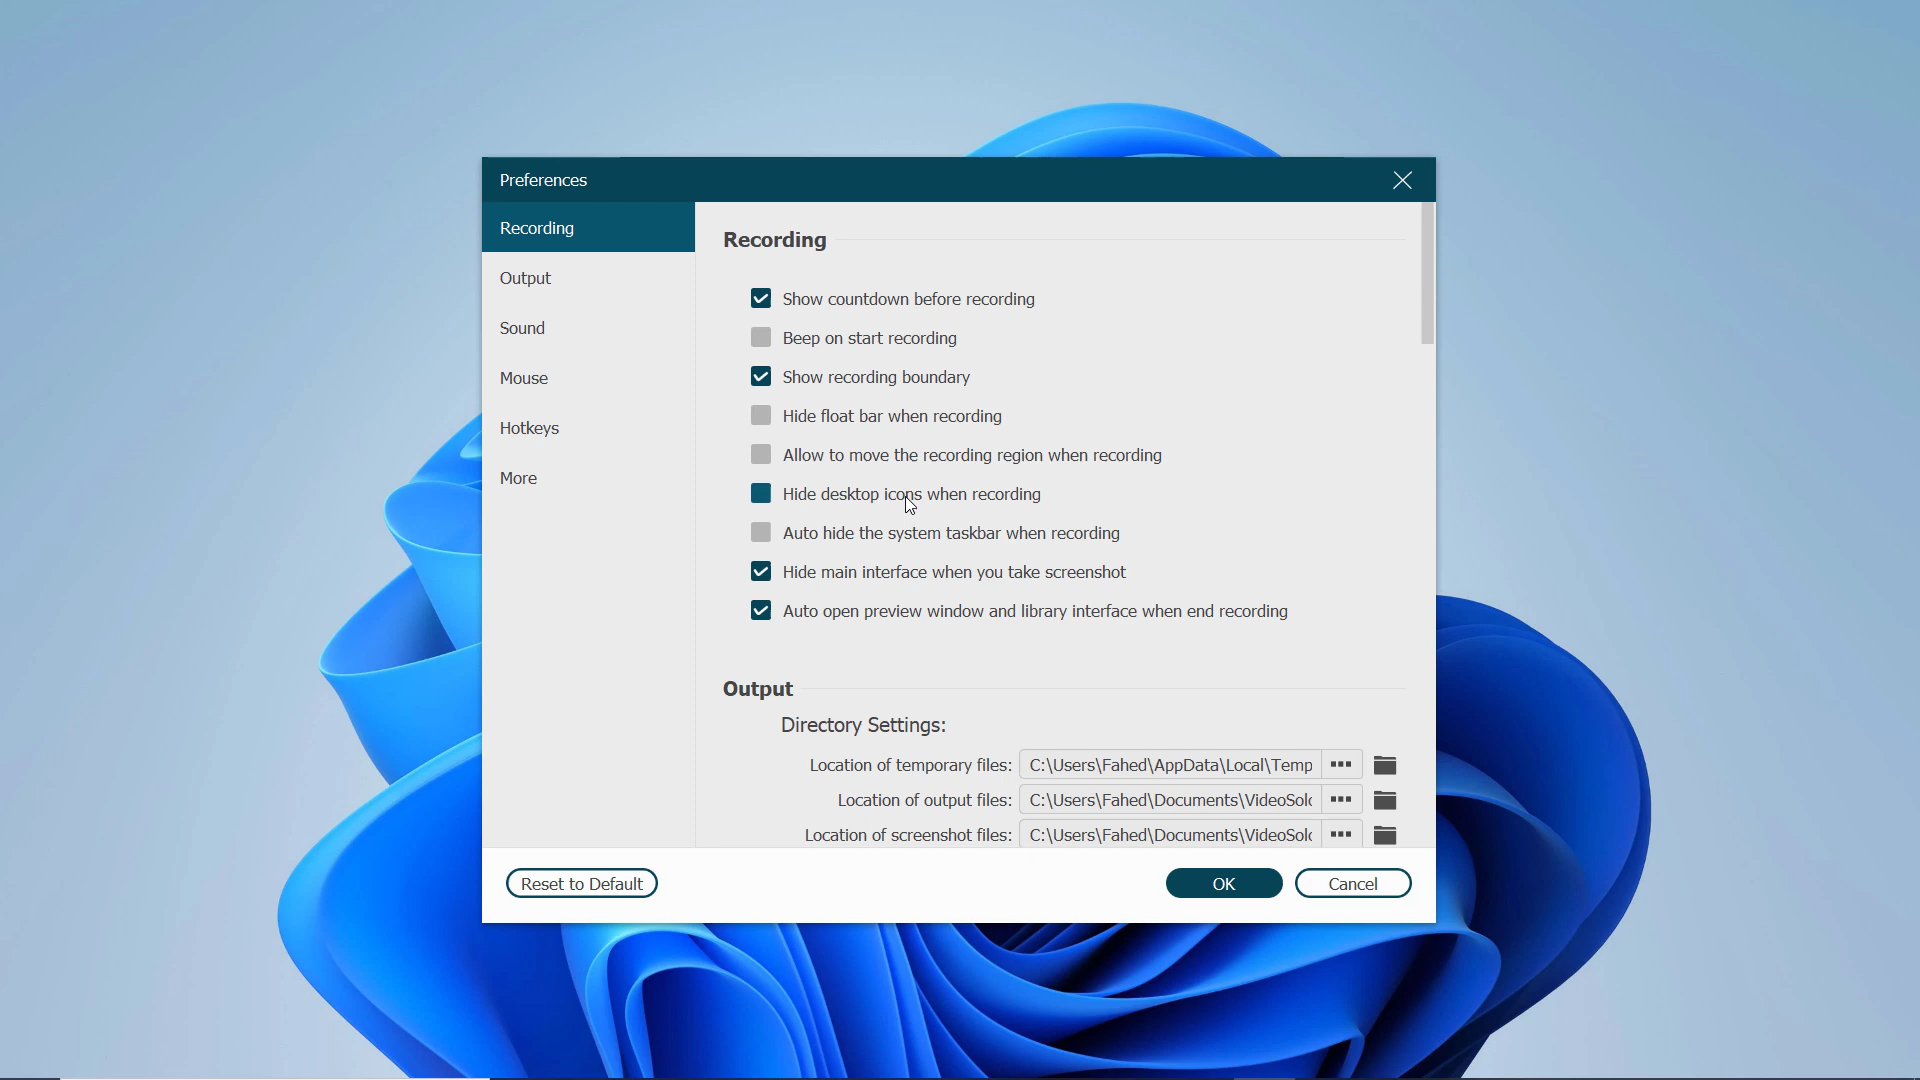 Preferences
Recording
Output
Sound
Mouse
Hotkeys
More
Recording
Show countdown before recording
Beep on start recording
Show recording boundary
Hide float bar when recording
Allow to move the recording region when recording
Hide desktop icons when recording
Auto hide the system taskbar when recording
Hide main interface when you take screenshot
Auto open preview window and library interface when end recording
Output
Directory Settings:
Location of temporary files: C:\Users\Fahed\AppData\Local\Temp
Location of output files: C:\Users\Fahed\Documents\VideoSolo
Location of screenshot files: C:\Users\Fahed\Documents\VideoSolo
Reset to Default
OK
Cancel